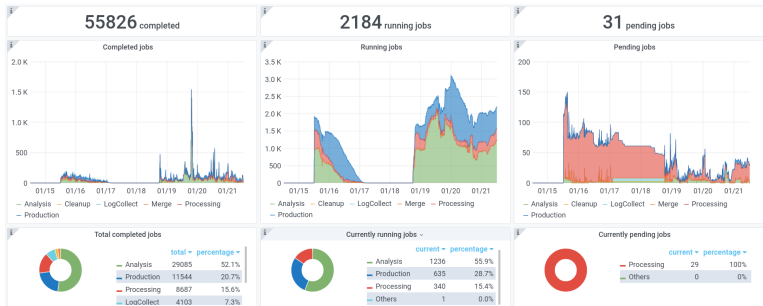 55826 completed
2184 running jobs
31 pending jobs
Completed jobs
2.0 K
1.5 K
1.0 K
500
0
01/15 01/16 01/17 01/18 01/19 01/20 01/21
Analysis Cleanup LogCollect Merge Processing
Production
Running jobs
3.5 K
3.0 K
2.5 K
2.0 K
1.5 K
1.0 K
500
0
01/15 01/16 01/17 01/18 01/19 01/20 01/21
Analysis Cleanup LogCollect Merge Processing
Production
Pending jobs
200
150
100
50
0
01/15 01/16 01/17 01/18 01/19 01/20 01/21
Analysis Cleanup LogCollect Merge Processing
Production
Total completed jobs
total percentage
Analysis 29085 52.1%
Production 11544 20.7%
Processing 8687 15.6%
LogCollect 4103 7.3%
Currently running jobs
current percentage
Analysis 1236 55.9%
Production 635 28.7%
Processing 340 15.4%
Others 1 0.0%
Currently pending jobs
current percentage
Processing 29 100%
Others 0 0%